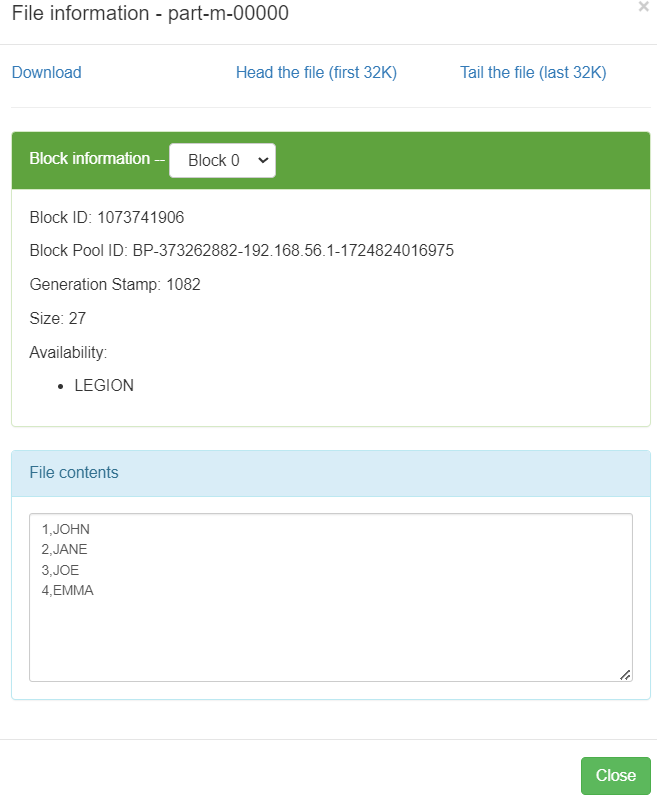 File information - part-m-00000
×
Download
Head the file (first 32K)
Tail the file (last 32K)
Block information --
Block 0
Block ID: 1073741906
Block Pool ID: BP-373262882-192.168.56.1-1724824016975
Generation Stamp: 1082
Size: 27
Availability:
• LEGION
File contents
1,JOHN
2,JANE
3,JOE
4,EMMA
Close